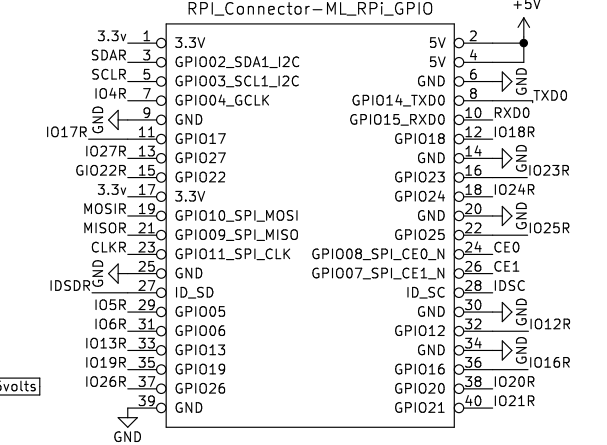 RPI_Connector-ML_RPi_GPIO
+5V
3.3v 1 3.3V 5V 2
SDAR 3 GPIO02_SDA1_I2C 5V 4
SCLR 5 GPIO03_SCL1_I2C GND 6 GND
IO4R 7 GPIO04_GCLK GPIO14_TXD0 8 TXD0
GND 9 GND GPIO15_RXD0 10 RXD0
IO17R 11 GPIO17 GPIO18 12 IO18R
IO27R 13 GPIO27 GND 14 GND
GIO22R 15 GPIO22 GPIO23 16 IO23R
3.3v 17 3.3V GPIO24 18 IO24R
MOSIR 19 GPIO10_SPI_MOSI GND 20 GND
MISOR 21 GPIO09_SPI_MISO GPIO25 22 IO25R
CLKR 23 GPIO11_SPI_CLK GPIO08_SPI_CE0_N 24 CE0
GND 25 GND GPIO07_SPI_CE1_N 26 CE1
IDSDR 27 ID_SD ID_SC 28 IDSC
IO5R 29 GPIO05 GND 30 GND
IO6R 31 GPIO06 GPIO12 32 IO12R
IO13R 33 GPIO13 GND 34 GND
IO19R 35 GPIO19 GPIO16 36 IO16R
IO26R 37 GPIO26 GPIO20 38 IO20R
39 GND GPIO21 40 IO21R
GND
volts